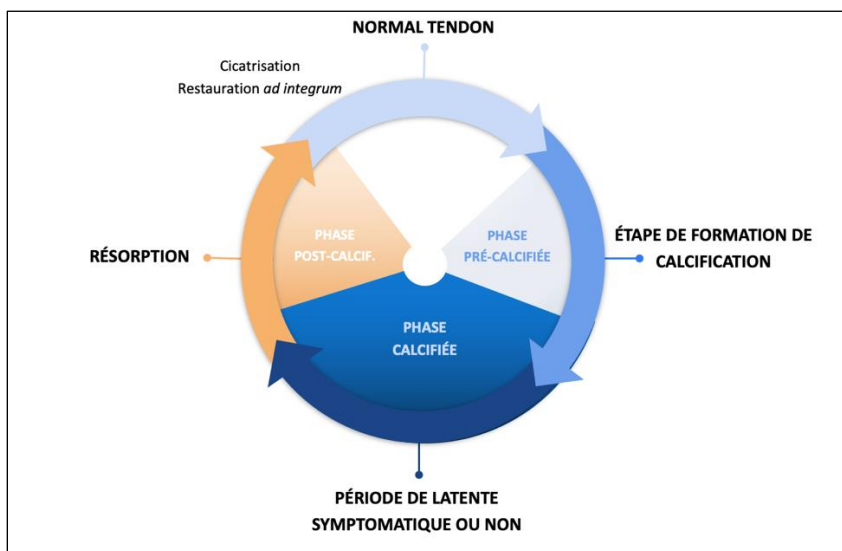 NORMAL TENDON
Cicatrisation
Restauration ad integrum
PHASE
POST-CALCIF.
PHASE
PRÉ-CALCIFIÉE
RÉSORPTION
ÉTAPE DE FORMATION DE
CALCIFICATION
PHASE
CALCIFIÉE
PÉRIODE DE LATENTE
SYMPTOMATIQUE OU NON